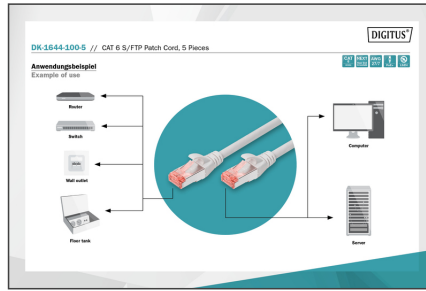 DIGITUS®
DK-1644-100-5 // CAT 6 S/FTP Patch Cord, 5 Pieces
Anwendungsbeispiel
Example of use
Router
Switch
Wall outlet
Floor tank
Computer
Server